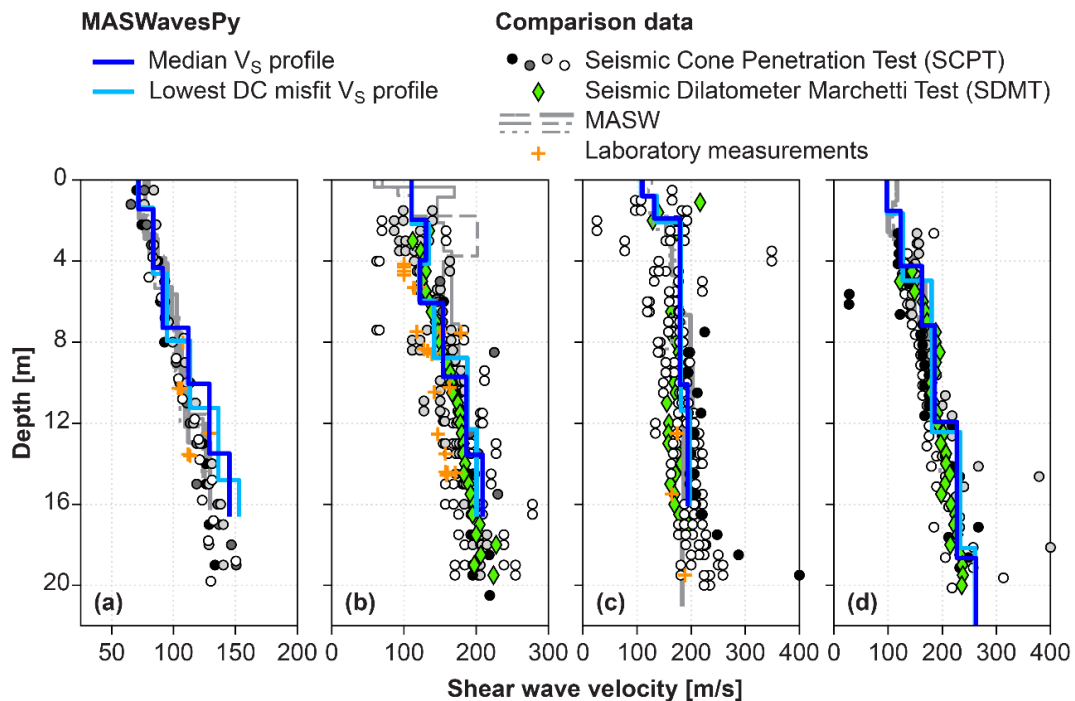 MASWavesPy
Median VS profile
Lowest DC misfit VS profile
Comparison data
Seismic Cone Penetration Test (SCPT)
Seismic Dilatometer Marchetti Test (SDMT)
MASW
Laboratory measurements
Depth [m]
0
4
8
12
16
20
(a)
(b)
(c)
(d)
50 100 150 200
0 100 200 300
0 100 200 300 400
0 100 200 300 400
Shear wave velocity [m/s]